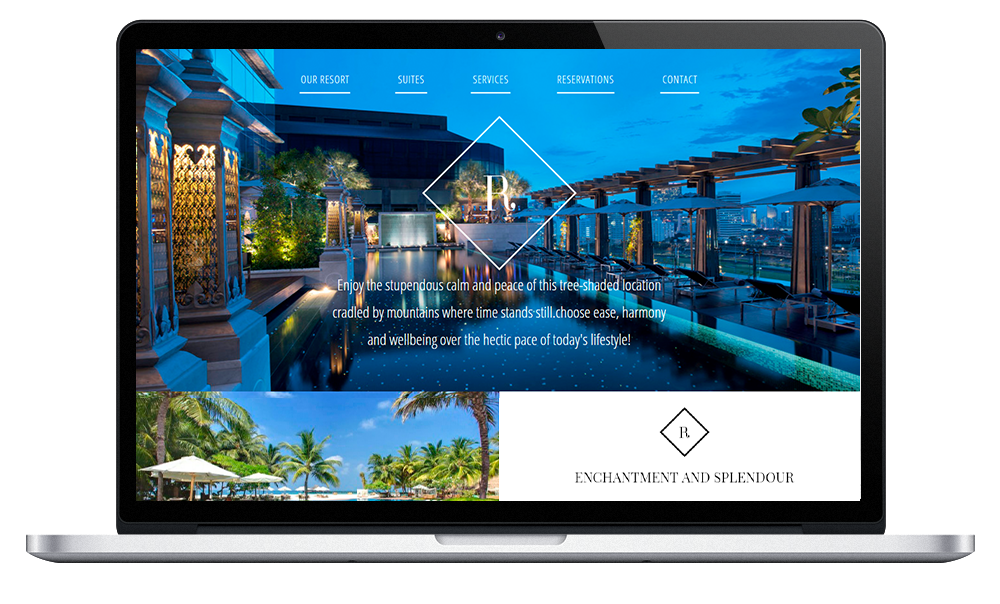 OUR RESORT SUITES SERVICES RESERVATIONS CONTACT
R
Enjoy the stupendous calm and peace of this tree-shaded location
cradled by mountains where time stands still.choose ease, harmony
and wellbeing over the hectic pace of today's lifestyle!
R
ENCHANTMENT AND SPLENDOUR